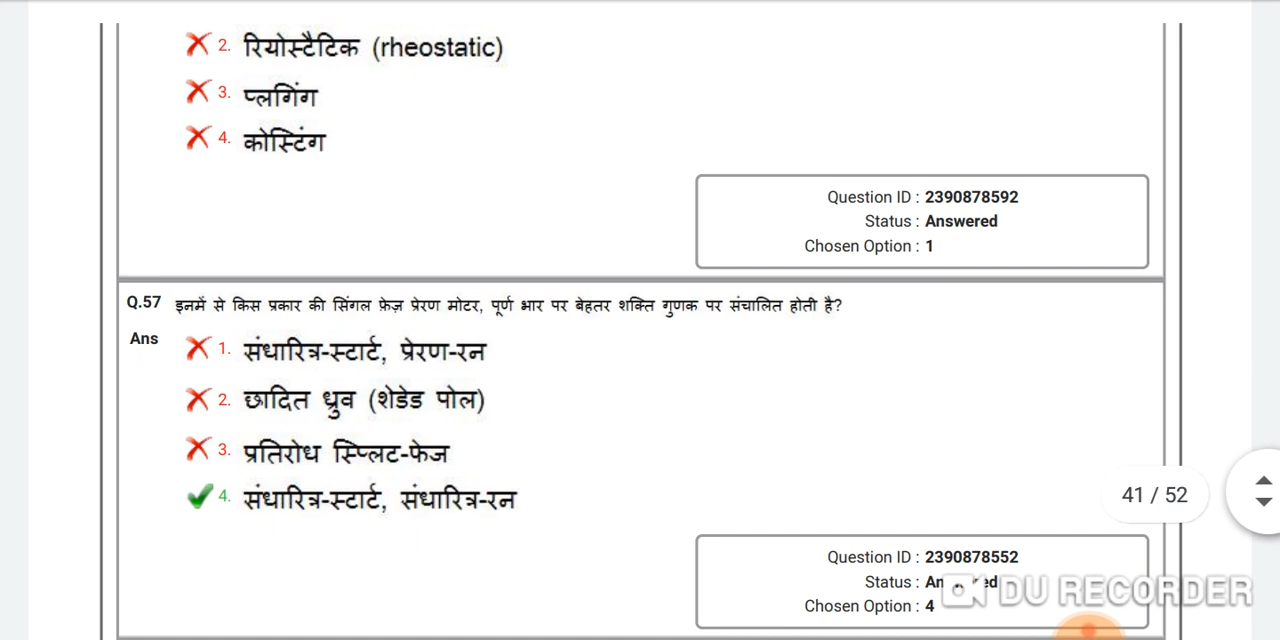 2. रियोस्टैटिक (rheostatic)
3. प्लगिंग
4. कोस्टिंग
Question ID : 2390878592
Status : Answered
Chosen Option : 1
Q.57 इनमें से किस प्रकार की सिंगल फ़ेज़ प्रेरण मोटर, पूर्ण भार पर बेहतर शक्ति गुणक पर संचालित होती है?
Ans 1. संधारित्र-स्टार्ट, प्रेरण-रन
2. छादित ध्रुव (शेडेड पोल)
3. प्रतिरोध स्प्लिट-फेज
4. संधारित्र-स्टार्ट, संधारित्र-रन
41 / 52
Question ID : 2390878552
Status :
Chosen Option : 4
DU RECORDER